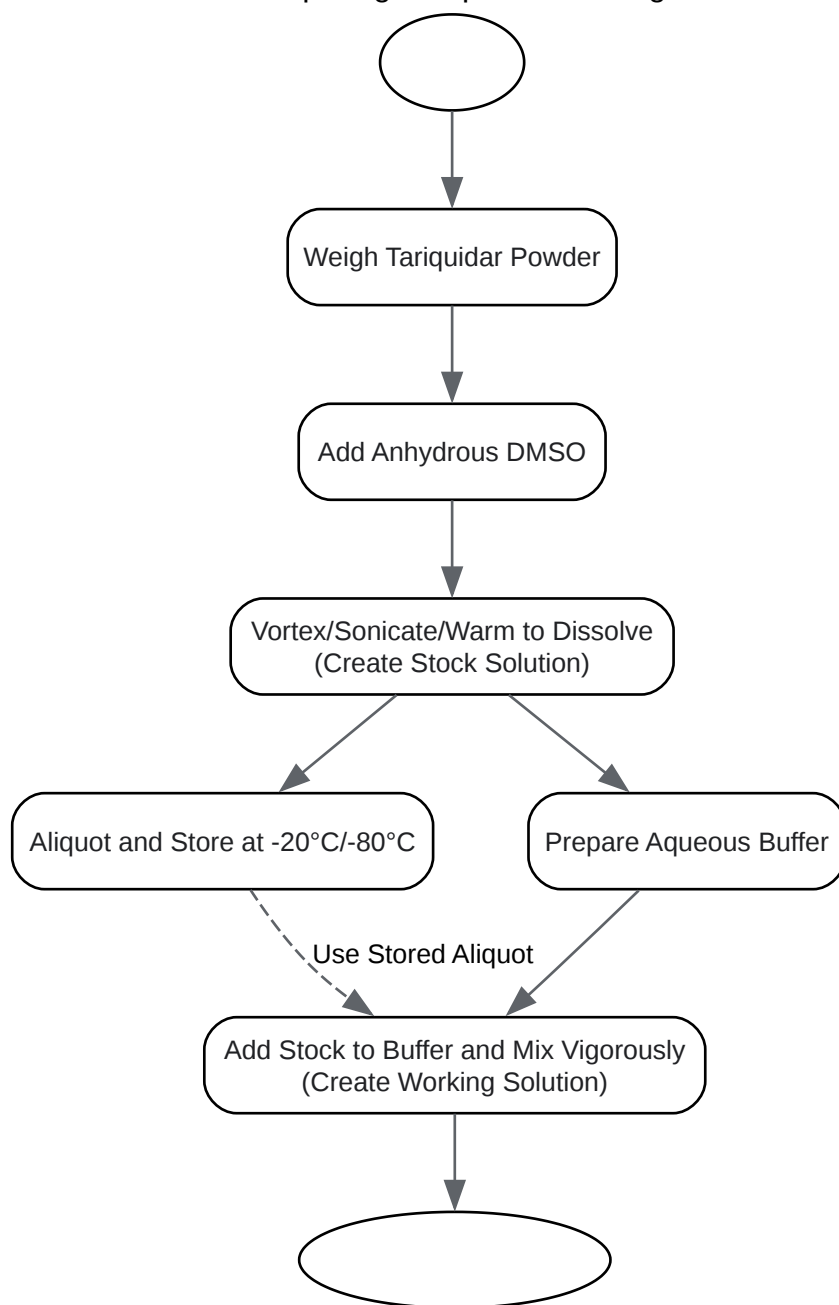 Weigh Tariquidar Powder
Add Anhydrous DMSO
Vortex/Sonicate/Warm to Dissolve
(Create Stock Solution)
Aliquot and Store at -20°C/-80°C
Prepare Aqueous Buffer
Use Stored Aliquot
Add Stock to Buffer and Mix Vigorously
(Create Working Solution)